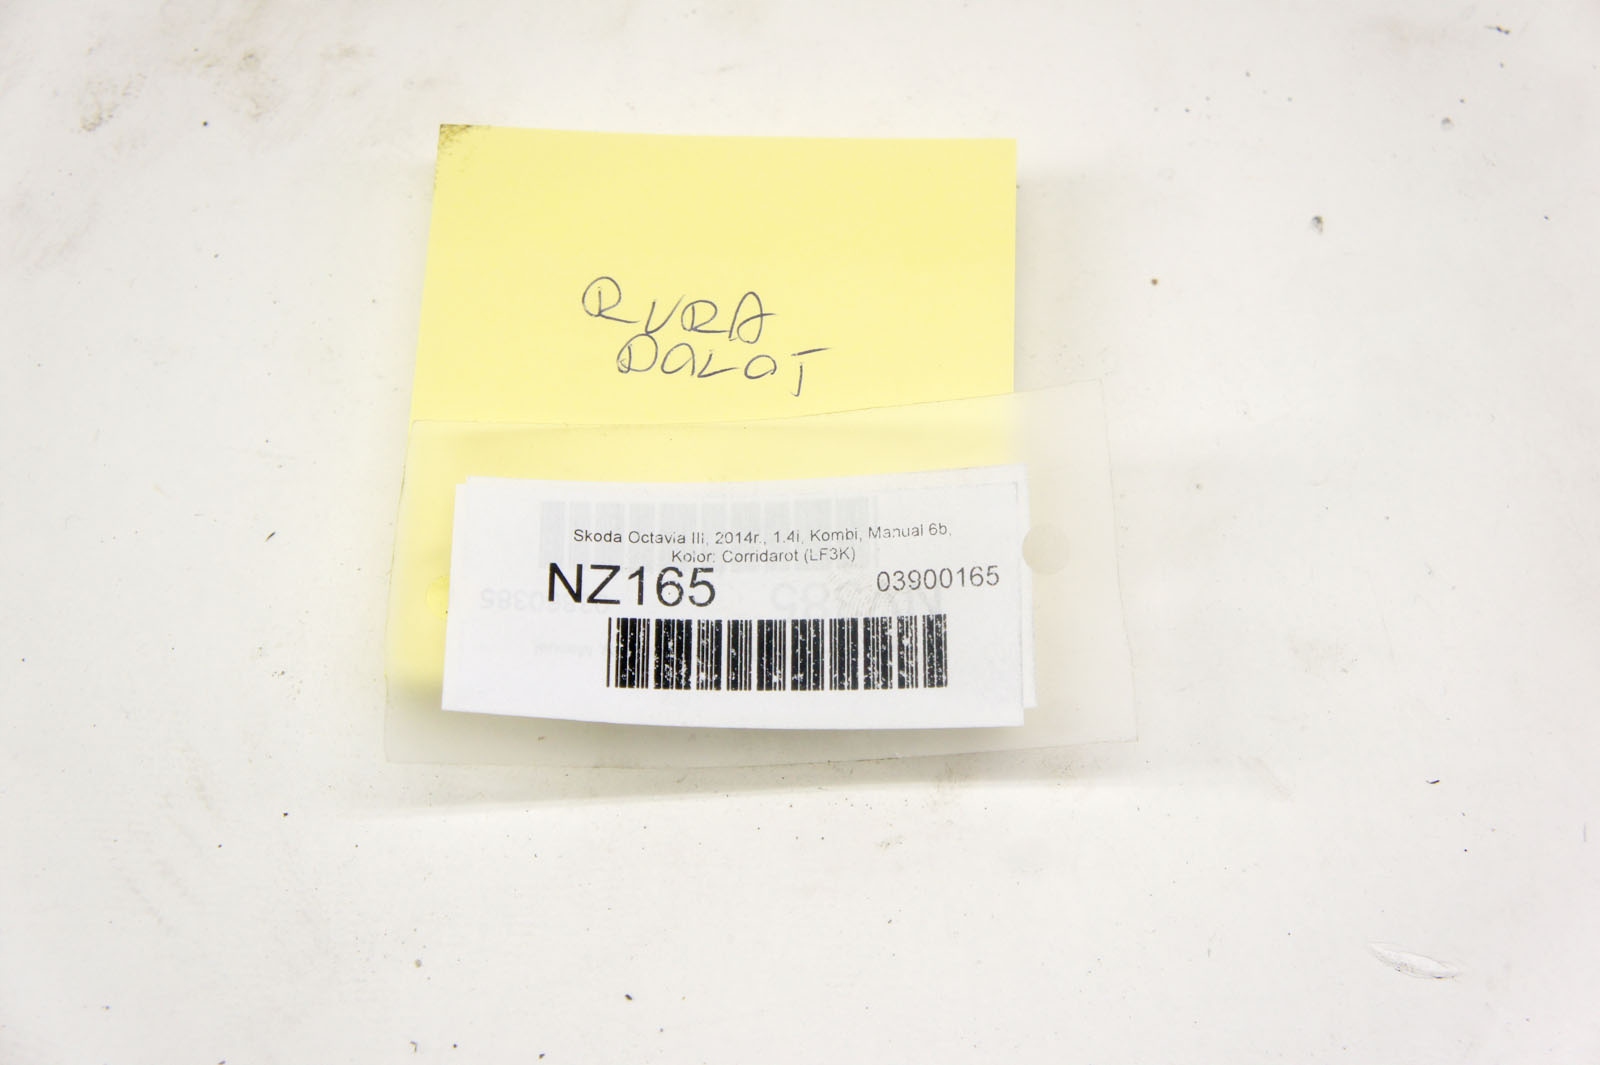 RURA
DOLOT
Skoda Octavia III, 2014r., 1.4i, Kombi, Manual 6b,
Kolor: Corridarot (LF3K)
NZ165
03900165